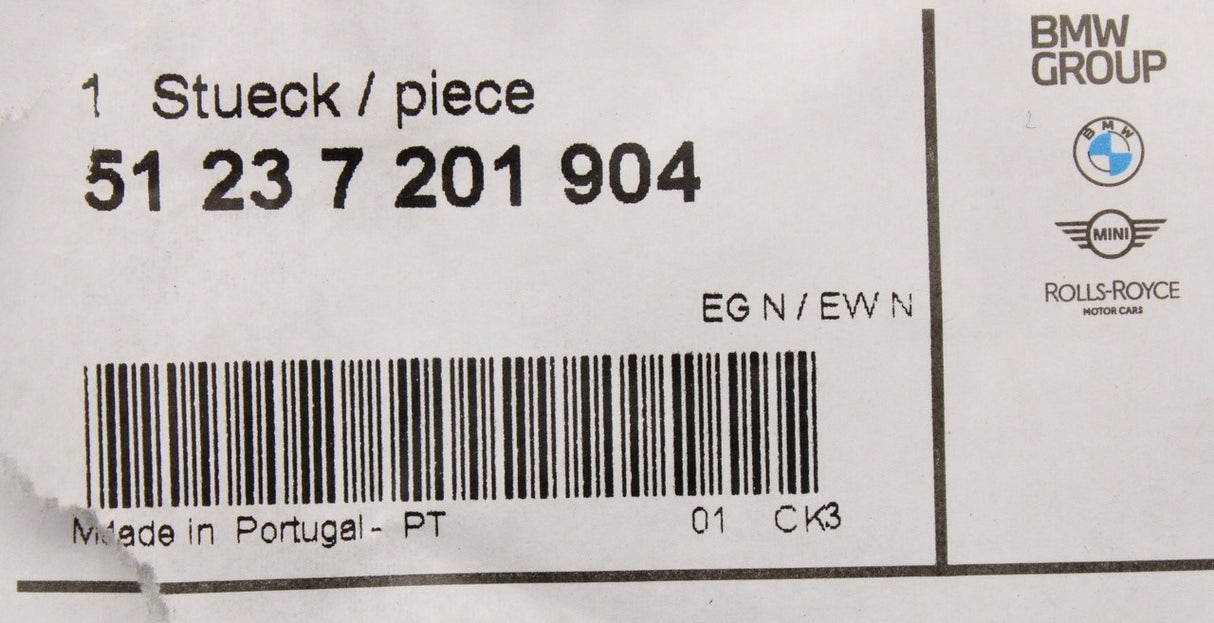 1 Stueck / piece
51 23 7 201 904
EG N / EW N
Made in Portugal - PT
01 CK3
BMW
GROUP
BMW
MINI
ROLLS-ROYCE
MOTOR CARS